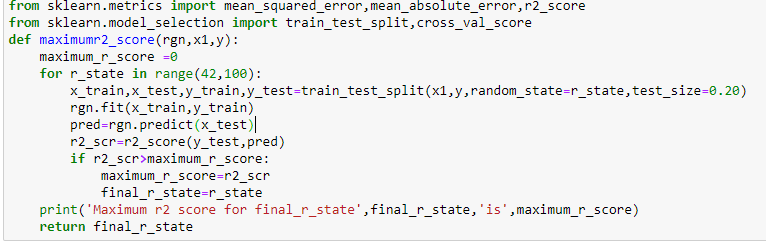 from sklearn.metrics import mean_squared_error,mean_absolute_error,r2_score
from sklearn.model_selection import train_test_split,cross_val_score
def maximumr2_score(rgn,x1,y):
    maximum_r_score =0
    for r_state in range(42,100):
        x_train,x_test,y_train,y_test=train_test_split(x1,y,random_state=r_state,test_size=0.20)
        rgn.fit(x_train,y_train)
        pred=rgn.predict(x_test)
        r2_scr=r2_score(y_test,pred)
        if r2_scr>maximum_r_score:
            maximum_r_score=r2_scr
            final_r_state=r_state
    print('Maximum r2 score for final_r_state',final_r_state,'is',maximum_r_score)
    return final_r_state